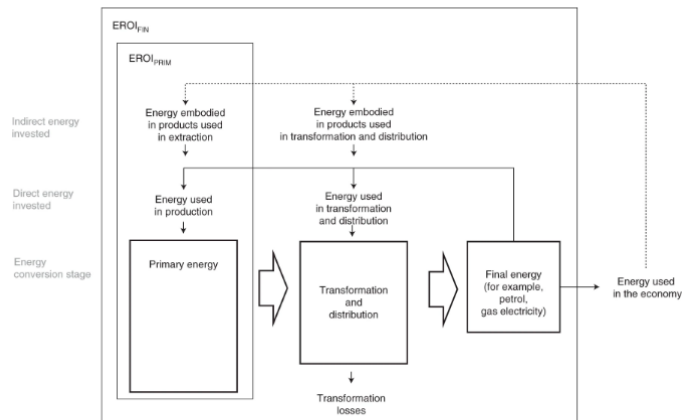 EROI_FIN
EROI_PRIM
Indirect energy
invested
Energy embodied
in products used
in extraction
Energy embodied
in products used
in transformation and distribution
Direct energy
invested
Energy used
in production
Energy used
in transformation
and distribution
Energy
conversion stage
Primary energy
Transformation
and
distribution
Final energy
(for example,
petrol,
gas electricity)
Energy used
in the economy
Transformation
losses